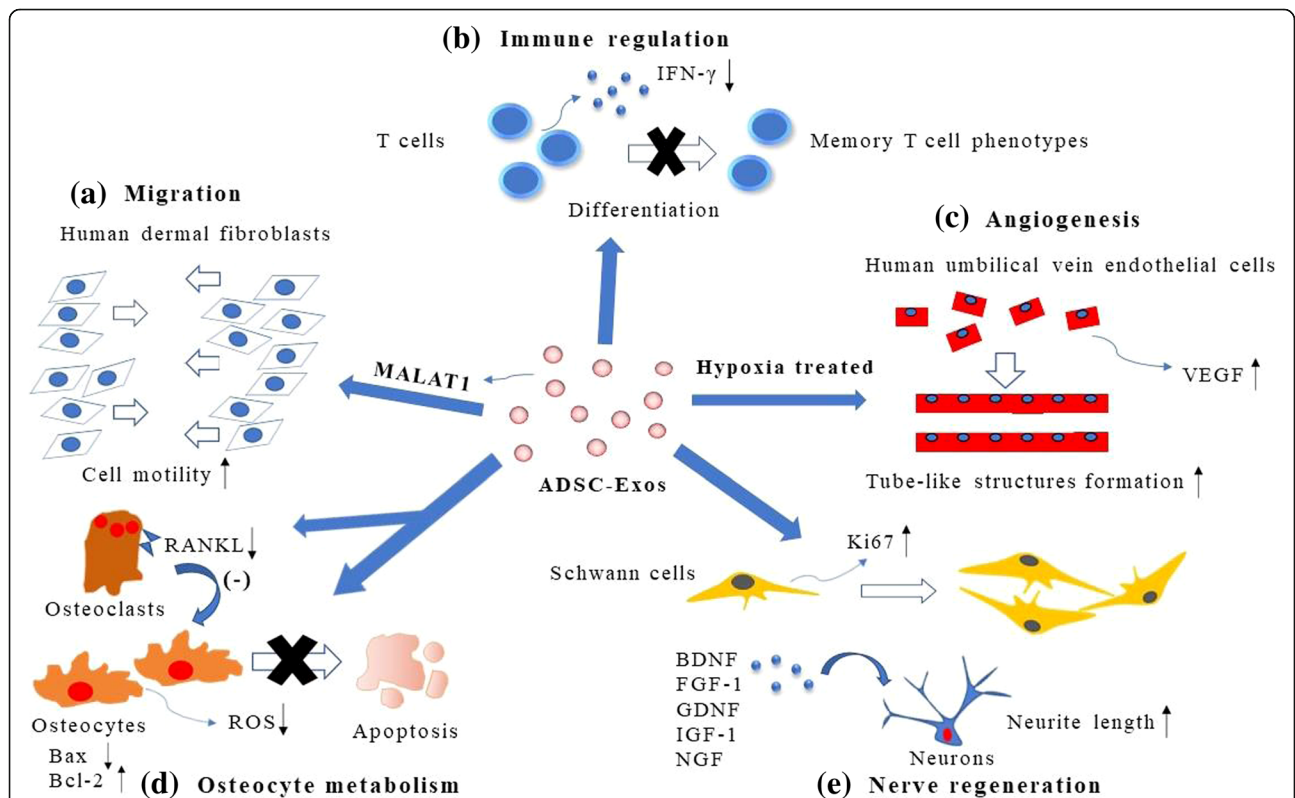 (b) Immune regulation
IFN-γ
T cells
Memory T cell phenotypes
Differentiation
(a) Migration
Human dermal fibroblasts
MALAT1
Cell motility
(c) Angiogenesis
Human umbilical vein endothelial cells
Hypoxia treated
VEGF
Tube-like structures formation
ADSC-Exos
RANKL
(-)
Osteoclasts
Osteocytes
ROS
Apoptosis
Bax
Bcl-2
(d) Osteocyte metabolism
Ki67
Schwann cells
BDNF
FGF-1
GDNF
IGF-1
NGF
Neurite length
Neurons
(e) Nerve regeneration